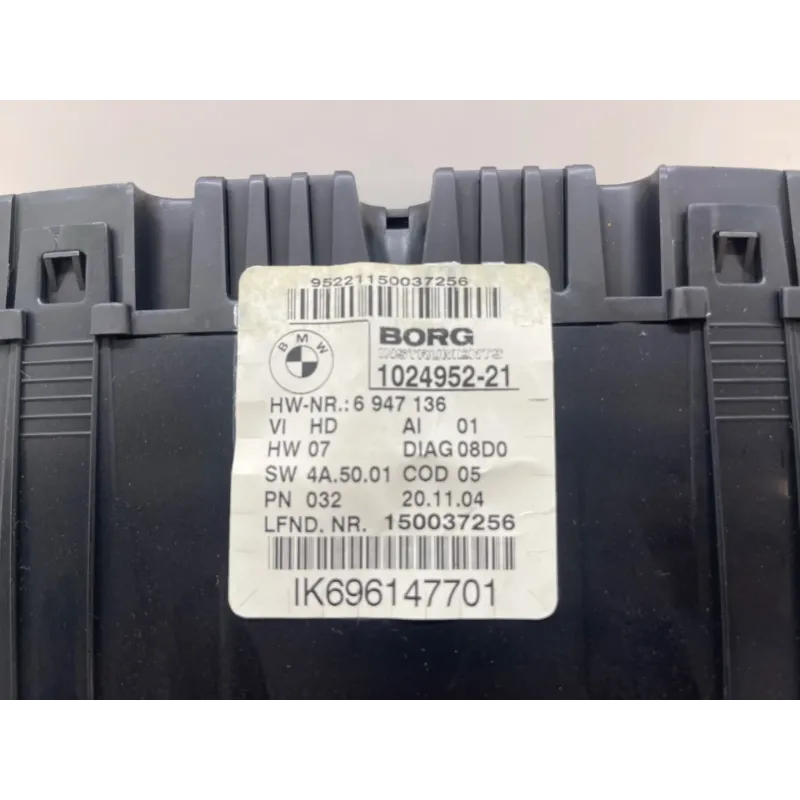 95221150037256
BMW
BORG
INSTRUMENTS
1024952-21
HW-NR.: 6 947 136
VI HD AI 01
HW 07 DIAG 08D0
SW 4A.50.01 COD 05
PN 032 20.11.04
LFND. NR. 150037256
IK696147701